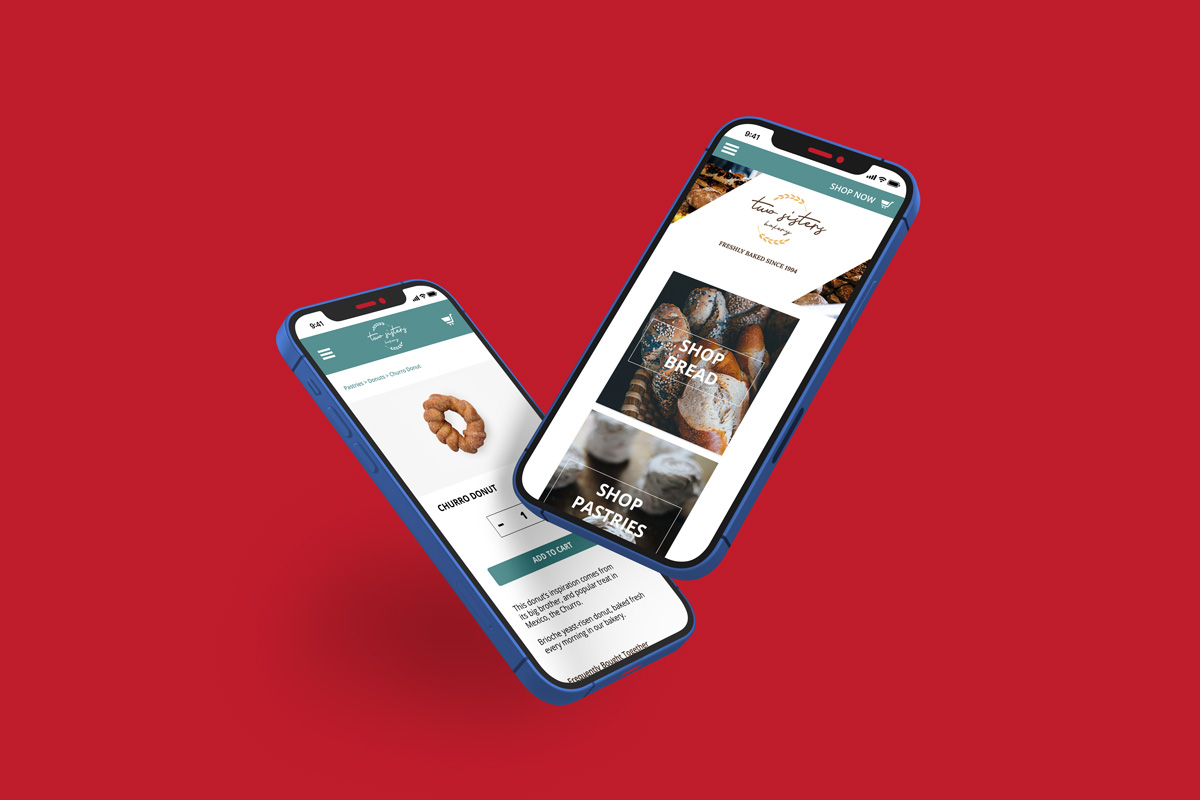 9:41
two sisters
bakery
Pastries > Donuts > Churro Donut
CHURRO DONUT
- 1
ADD TO CART
This donut's inspiration comes from
its big brother, and popular treat in
Mexico, the Churro.
Brioche yeast-risen donut, baked fresh
every morning in our bakery.
Frequently Bought Together
9:41
SHOP NOW
two sisters
bakery
FRESHLY BAKED SINCE 1994
SHOP
BREAD
SHOP
PASTRIES